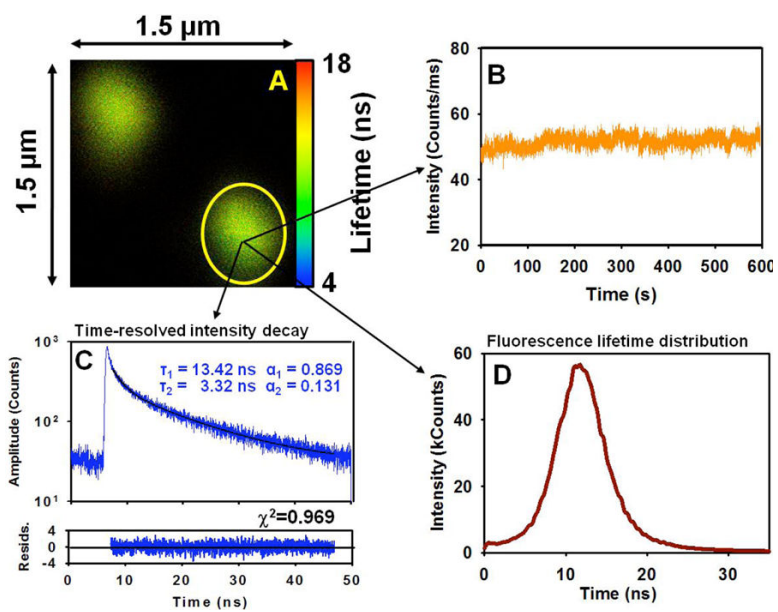 1.5 µm
1.5 µm
A
18
Lifetime (ns)
4
B
80
60
40
20
Intensity (Counts/ms)
0 100 200 300 400 500 600
Time (s)
Time-resolved intensity decay
C
τ1 = 13.42 ns α1 = 0.869
τ2 = 3.32 ns α2 = 0.131
10³
10²
10¹
Amplitude (Counts)
χ²=0.969
Resids.
4
0
-4
0 10 20 30 40 50
Time (ns)
Fluorescence lifetime distribution
D
60
40
20
0
Intensity (kCounts)
0 10 20 30
Time (ns)